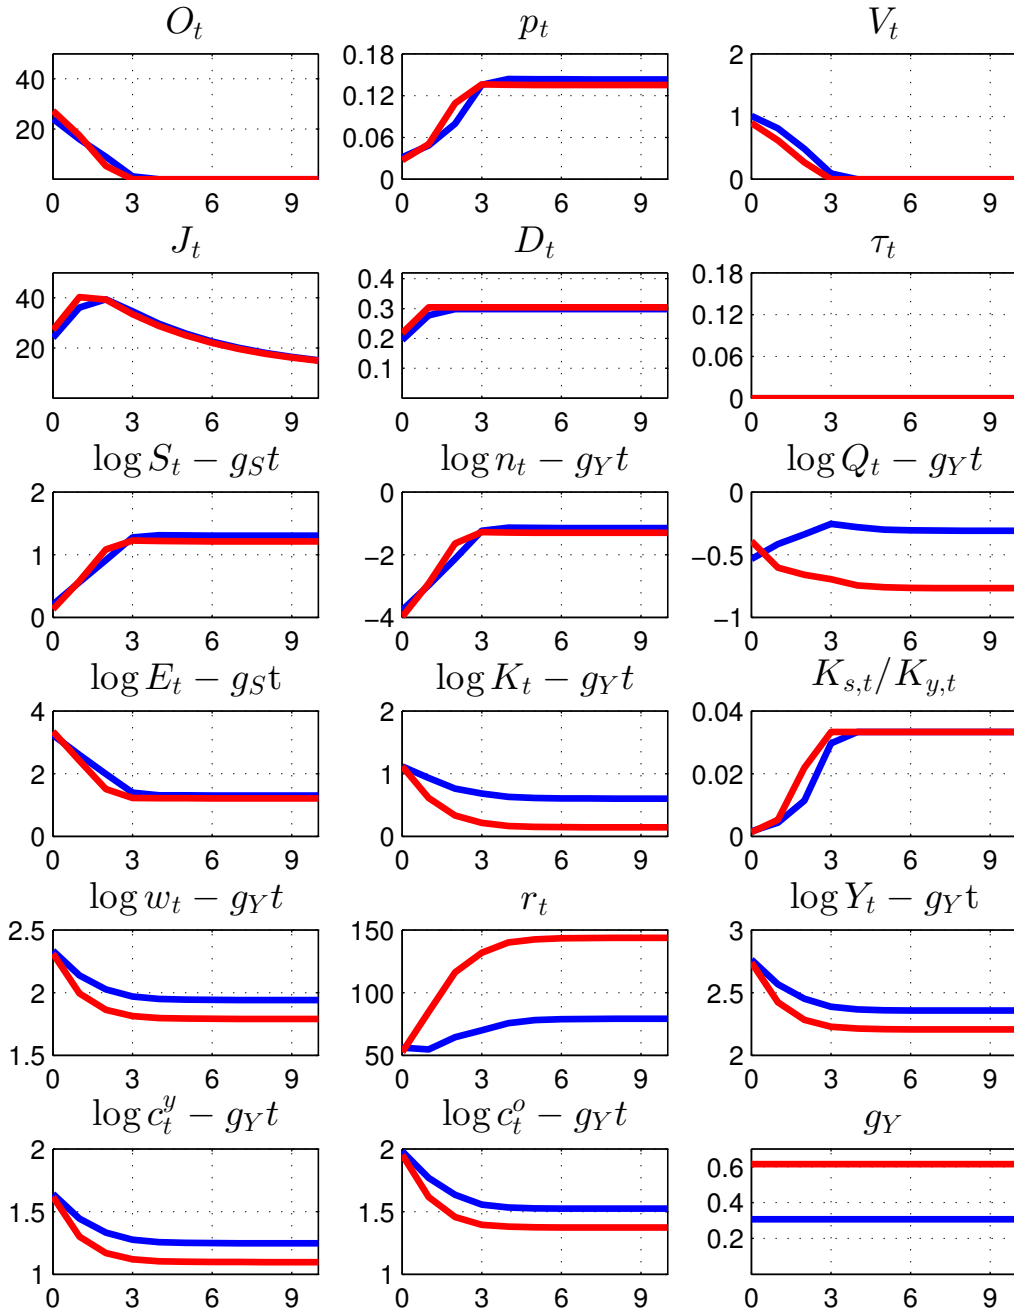 O_t p_t V_t
40 0.18 2
20 0.12 1
0.06 0
0
0 3 6 9 0 3 6 9 0 3 6 9
J_t D_t τ_t
40 0.4 0.18
20 0.3 0.12
0.2 0.06
0.1 0
0 3 6 9 0 3 6 9 0 3 6 9
log S_t − g_S t log n_t − g_Y t log Q_t − g_Y t
2 0 0
1 −2 −0.5
0 −4 −1
0 3 6 9 0 3 6 9 0 3 6 9
log E_t − g_S t log K_t − g_Y t K_{s,t}/K_{y,t}
4 2 0.04
2 1 0.02
0 0 0
0 3 6 9 0 3 6 9 0 3 6 9
log w_t − g_Y t r_t log Y_t − g_Y t
2.5 150 3
2 100 2.5
1.5 50 2
0 3 6 9 0 3 6 9 0 3 6 9
log c_t^y − g_Y t log c_t^o − g_Y t g_Y
2 2 0.6
1.5 1.5 0.4
1 1 0.2
0 3 6 9 0 3 6 9 0 3 6 9